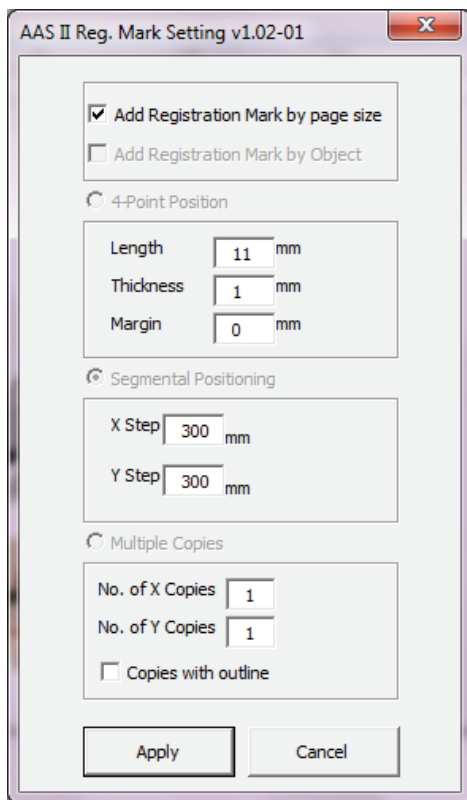 AAS II Reg. Mark Setting v1.02-01
Add Registration Mark by page size
Add Registration Mark by Object
4-Point Position
Length 11 mm
Thickness 1 mm
Margin 0 mm
Segmental Positioning
X Step 300 mm
Y Step 300 mm
Multiple Copies
No. of X Copies 1
No. of Y Copies 1
Copies with outline
Apply Cancel